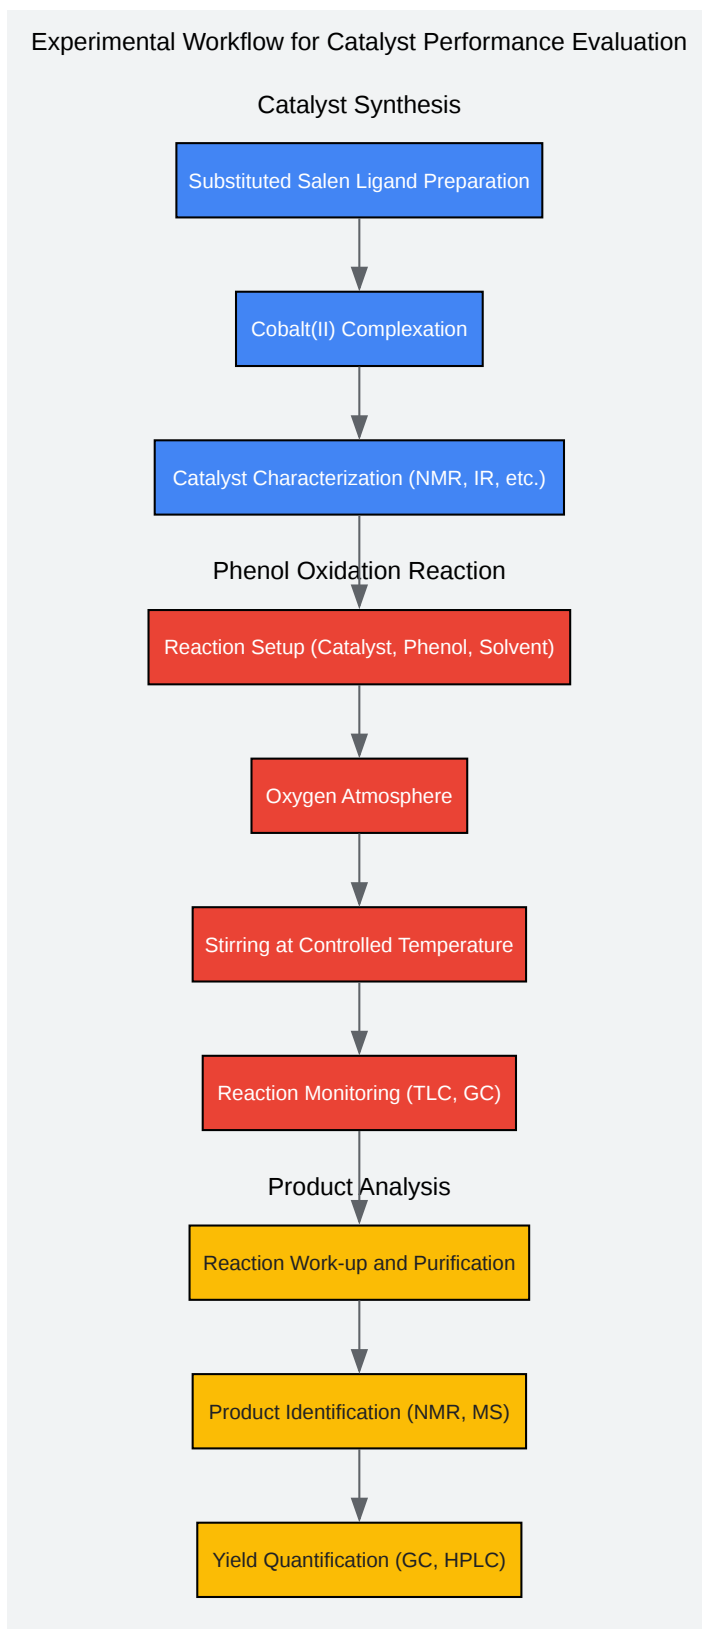 Experimental Workflow for Catalyst Performance Evaluation
Catalyst Synthesis
Substituted Salen Ligand Preparation
Cobalt(II) Complexation
Catalyst Characterization (NMR, IR, etc.)
Phenol Oxidation Reaction
Reaction Setup (Catalyst, Phenol, Solvent)
Oxygen Atmosphere
Stirring at Controlled Temperature
Reaction Monitoring (TLC, GC)
Product Analysis
Reaction Work-up and Purification
Product Identification (NMR, MS)
Yield Quantification (GC, HPLC)